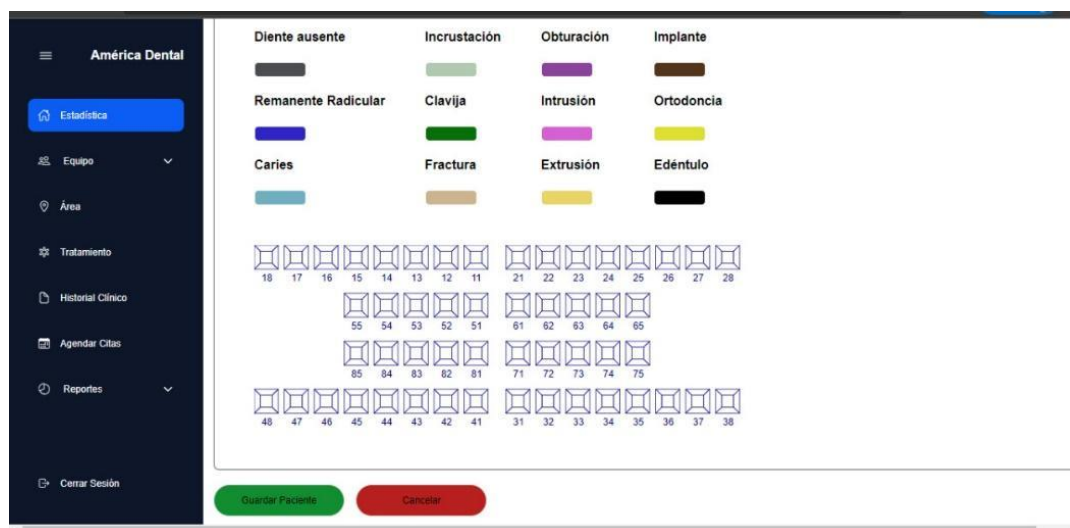 América Dental
Estadística
Equipo
Área
Tratamiento
Historial Clínico
Agendar Citas
Reportes
Cerrar Sesión
Diente ausente Incrustación Obturación Implante
Remanente Radicular Clavija Intrusión Ortodoncia
Caries Fractura Extrusión Edéntulo
18 17 16 15 14 13 12 11 21 22 23 24 25 26 27 28
55 54 53 52 51 61 62 63 64 65
85 84 83 82 81 71 72 73 74 75
48 47 46 45 44 43 42 41 31 32 33 34 35 36 37 38
Guardar Paciente Cancelar